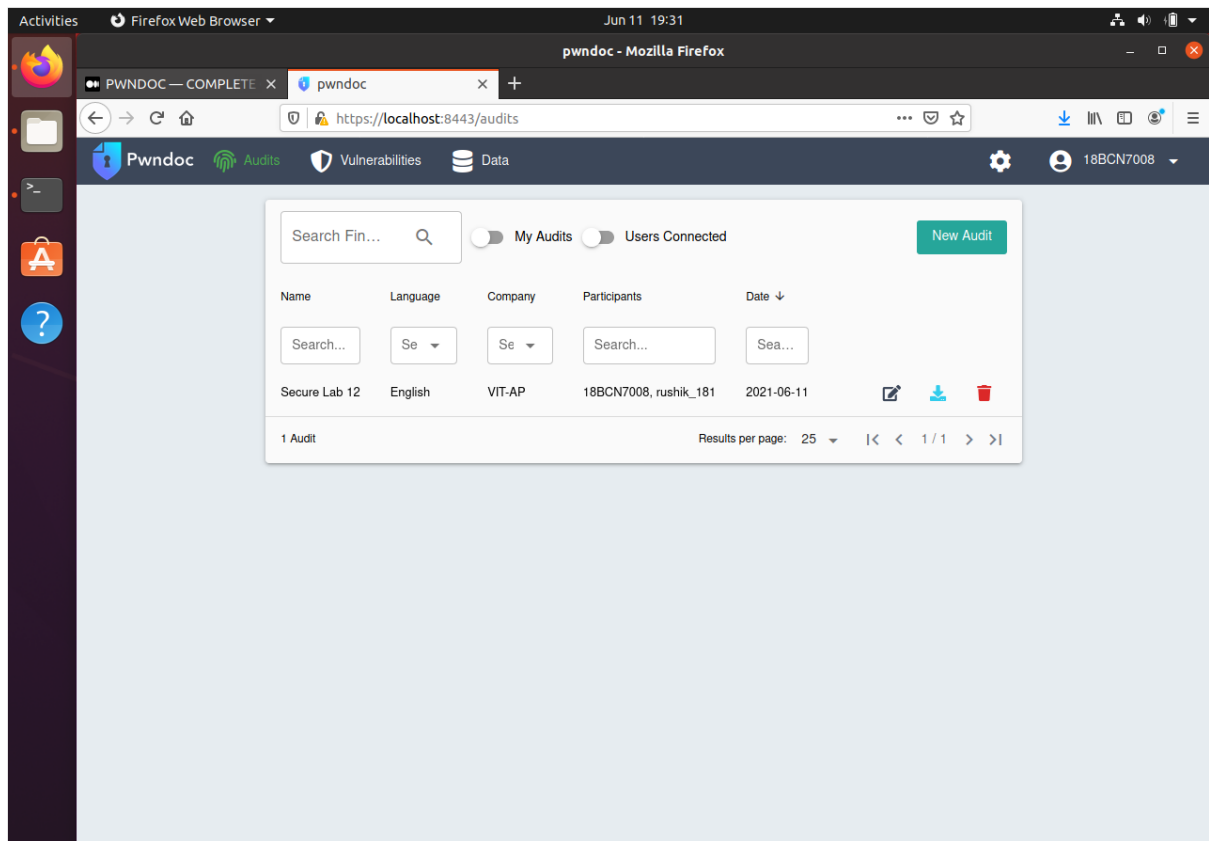 Activities Firefox Web Browser Jun 11 19:31
pwndoc - Mozilla Firefox
PWNDOC — COMPLETE pwndoc
https://localhost:8443/audits
Pwndoc Audits Vulnerabilities Data 18BCN7008
Search Fin... My Audits Users Connected New Audit
Name Language Company Participants Date
Search... Se Se Search... Sea...
Secure Lab 12 English VIT-AP 18BCN7008, rushik_181 2021-06-11
1 Audit Results per page: 25 1 / 1